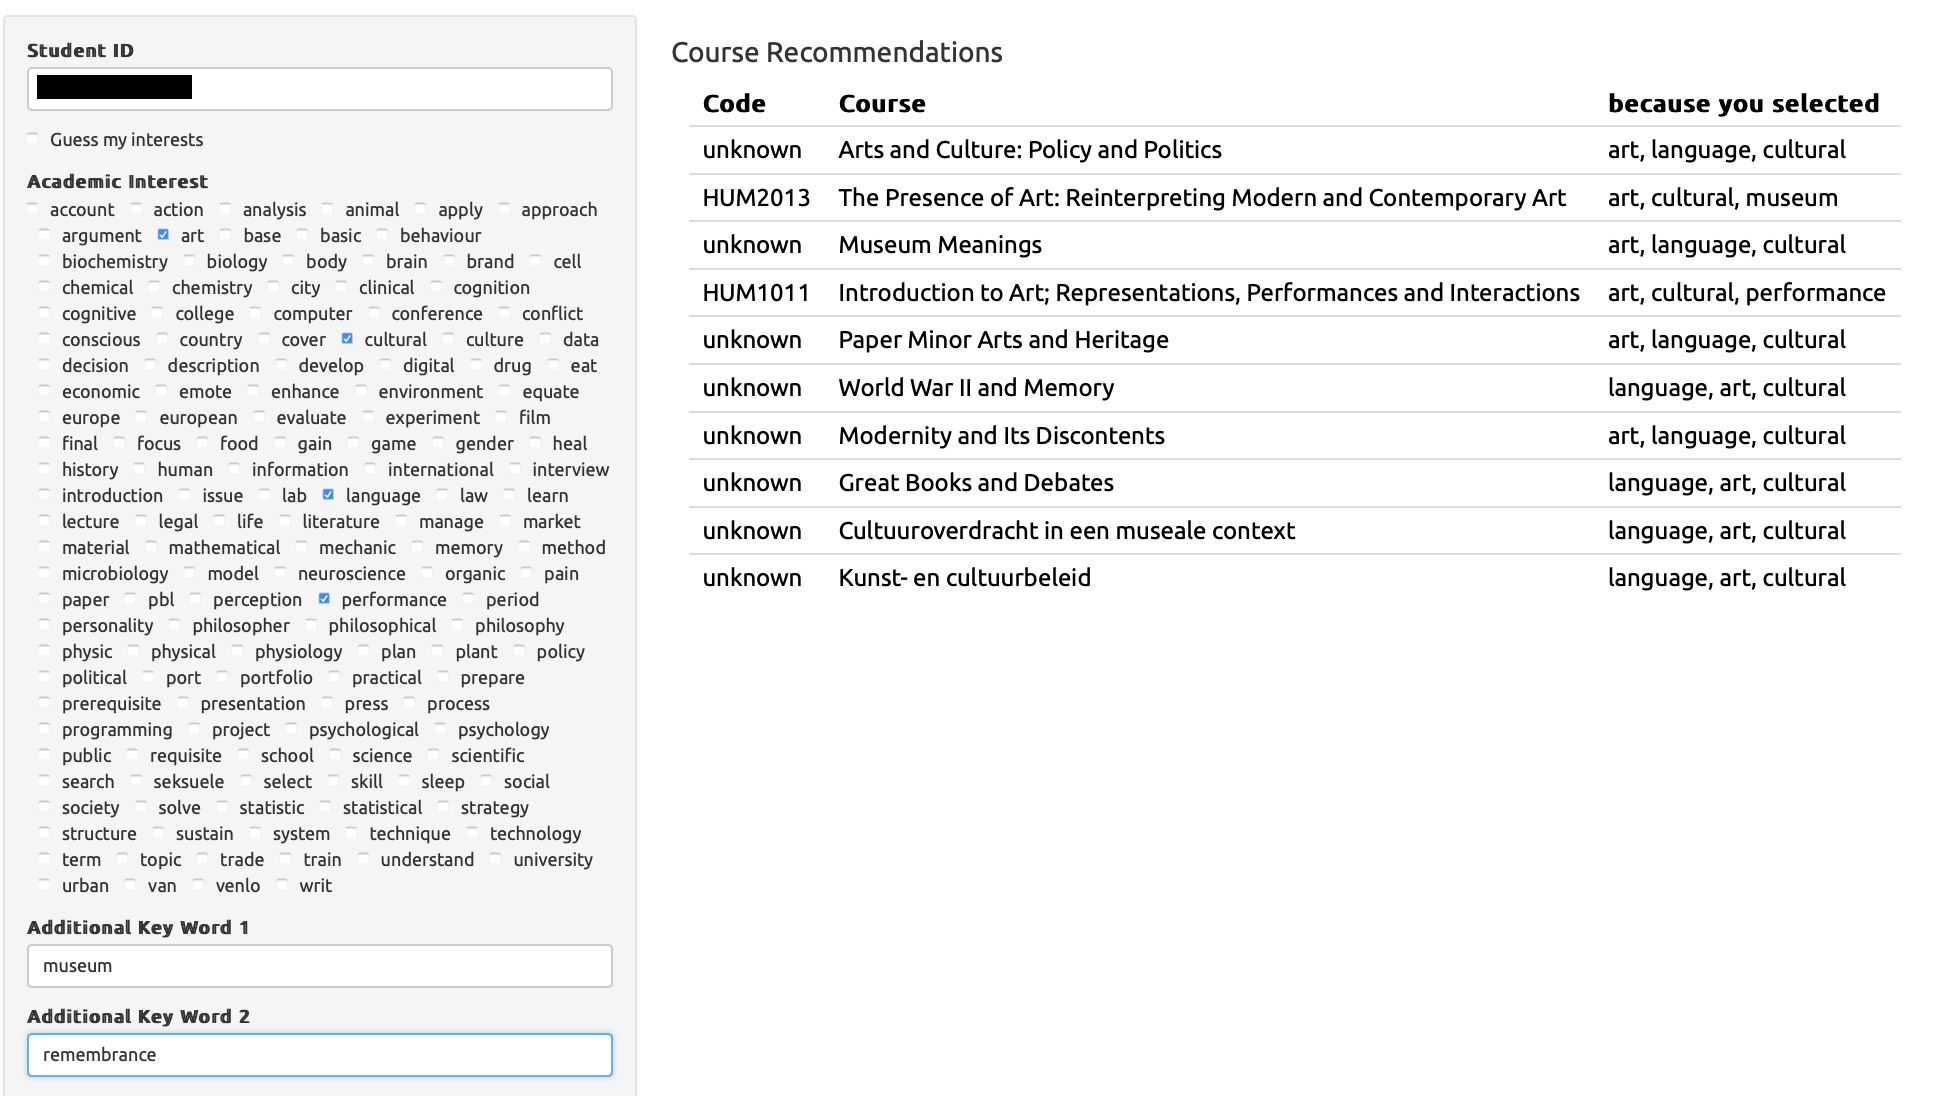 Student ID
Guess my interests
Academic Interest
account action analysis animal apply approach
argument art base basic behaviour
biochemistry biology body brain brand cell
chemical chemistry city clinical cognition
cognitive college computer conference conflict
conscious country cover cultural culture data
decision description develop digital drug eat
economic emote enhance environment equate
europe european evaluate experiment film
final focus food gain game gender heal
history human information international interview
introduction issue lab language law learn
lecture legal life literature manage market
material mathematical mechanic memory method
microbiology model neuroscience organic pain
paper pbl perception performance period
personality philosopher philosophical philosophy
physic physical physiology plan plant policy
political port portfolio practical prepare
prerequisite presentation press process
programming project psychological psychology
public requisite school science scientific
search seksuele select skill sleep social
society solve statistic statistical strategy
structure sustain system technique technology
term topic trade train understand university
urban van venlo writ
Additional Key Word 1
museum
Additional Key Word 2
remembrance
Course Recommendations
Code Course because you selected
unknown Arts and Culture: Policy and Politics art, language, cultural
HUM2013 The Presence of Art: Reinterpreting Modern and Contemporary Art art, cultural, museum
unknown Museum Meanings art, language, cultural
HUM1011 Introduction to Art; Representations, Performances and Interactions art, cultural, performance
unknown Paper Minor Arts and Heritage art, language, cultural
unknown World War II and Memory language, art, cultural
unknown Modernity and Its Discontents art, language, cultural
unknown Great Books and Debates language, art, cultural
unknown Cultuuroverdracht in een museale context language, art, cultural
unknown Kunst- en cultuurbeleid language, art, cultural